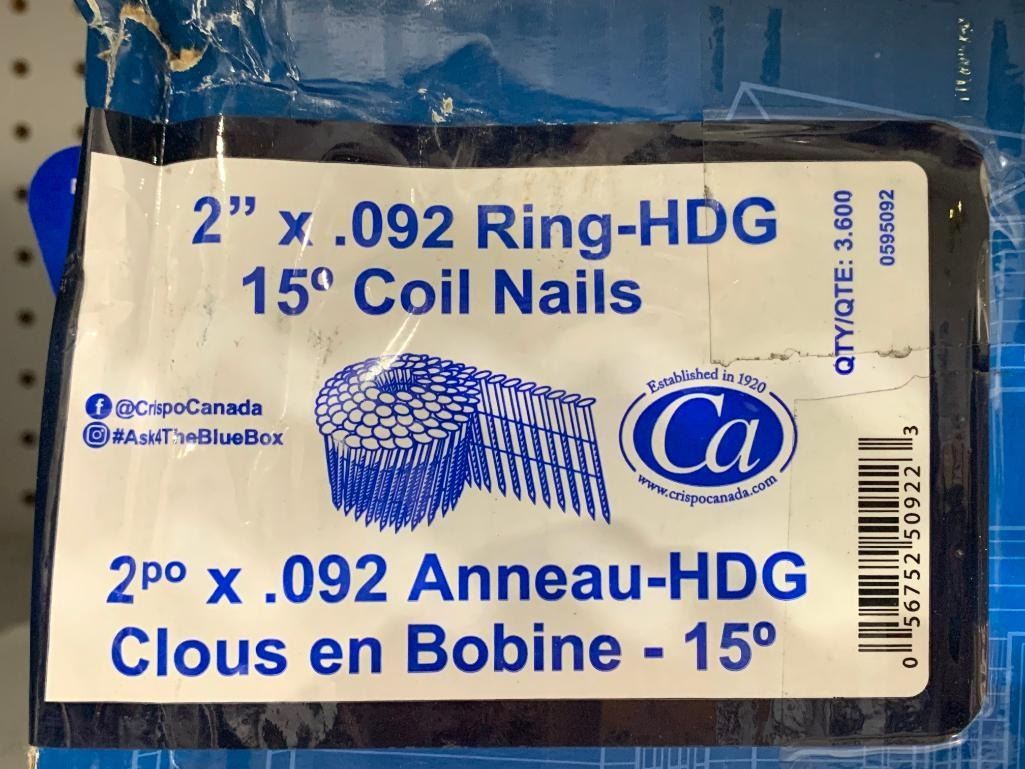 2” x .092 Ring-HDG
15º Coil Nails
QTY/QTE: 3.600
0595092
@CrispoCanada
#Ask4TheBlueBox
Established in 1920
Ca
www.crispocanada.com
2po x .092 Anneau-HDG
Clous en Bobine - 15º
0 56752 50922 3